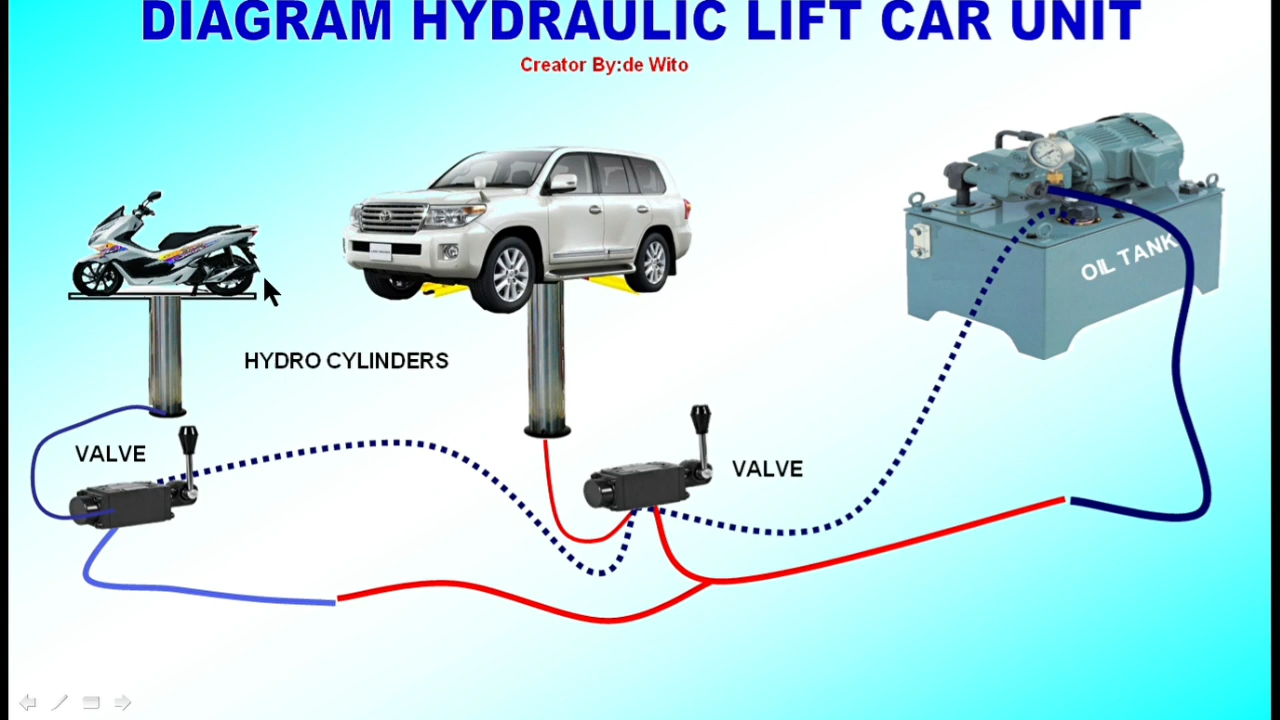 DIAGRAM HYDRAULIC LIFT CAR UNIT
Creator By:de Wito
OIL TANK
HYDRO CYLINDERS
VALVE
VALVE